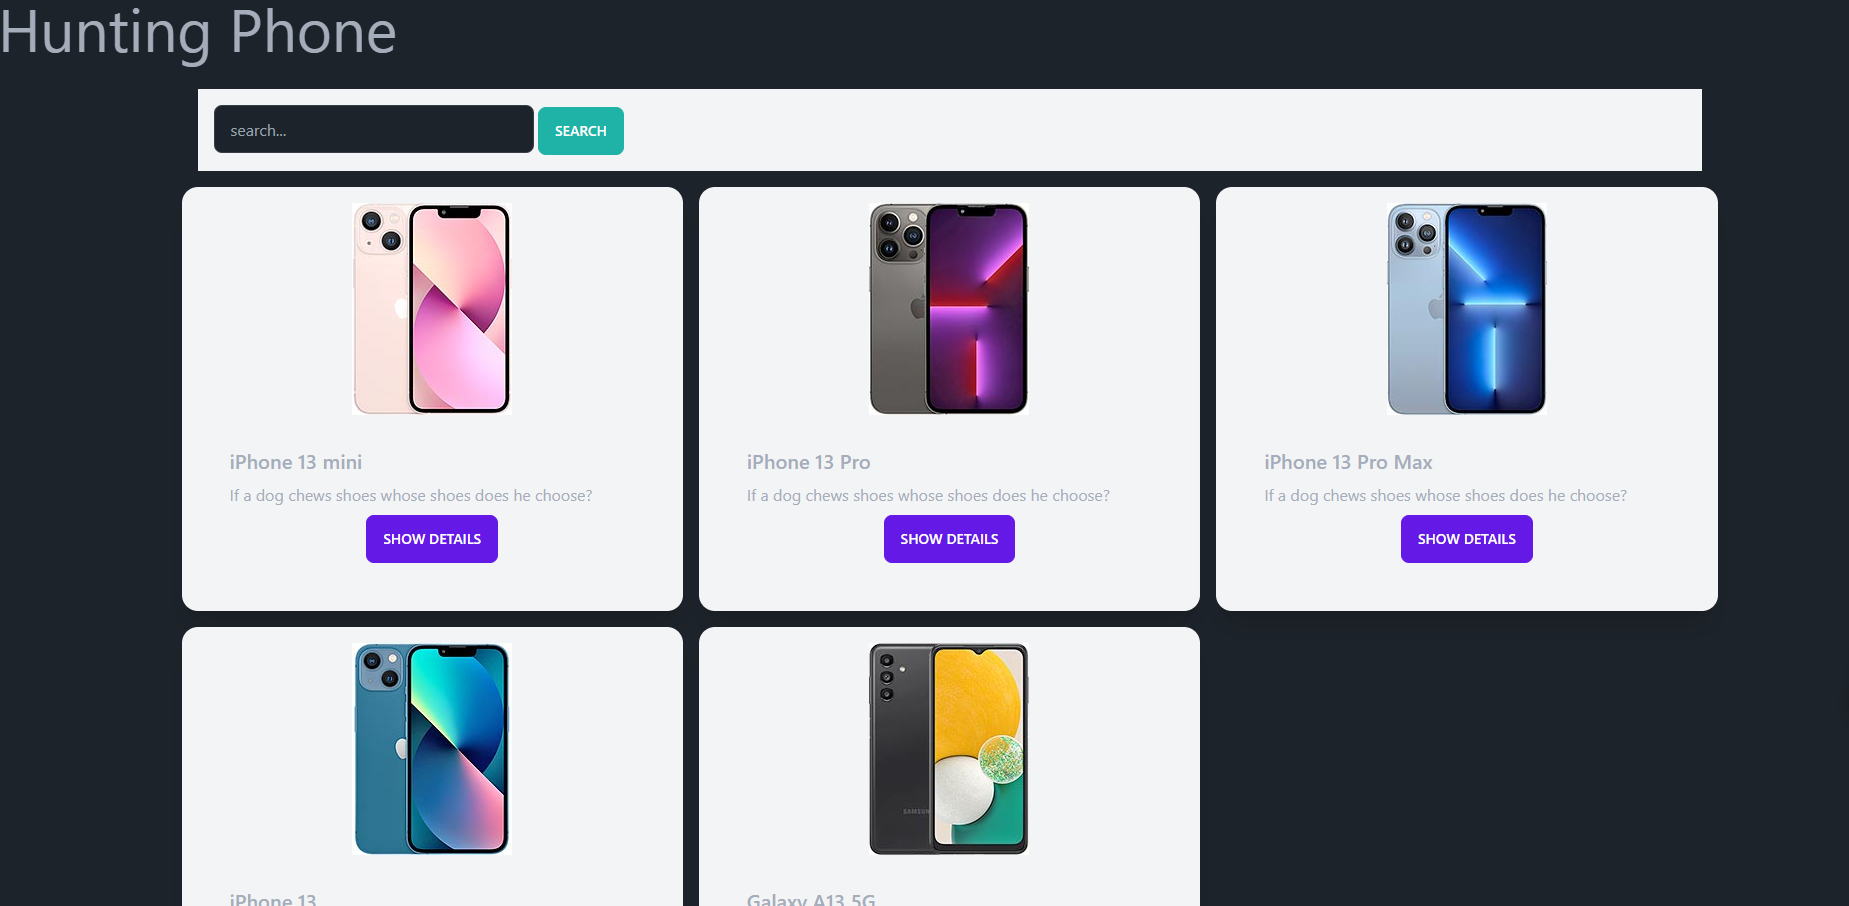 Hunting Phone
search...
SEARCH
iPhone 13 mini
If a dog chews shoes whose shoes does he choose?
SHOW DETAILS
iPhone 13 Pro
If a dog chews shoes whose shoes does he choose?
SHOW DETAILS
iPhone 13 Pro Max
If a dog chews shoes whose shoes does he choose?
SHOW DETAILS
SAMSUNG
iPhone 13
Galaxy A13 5G